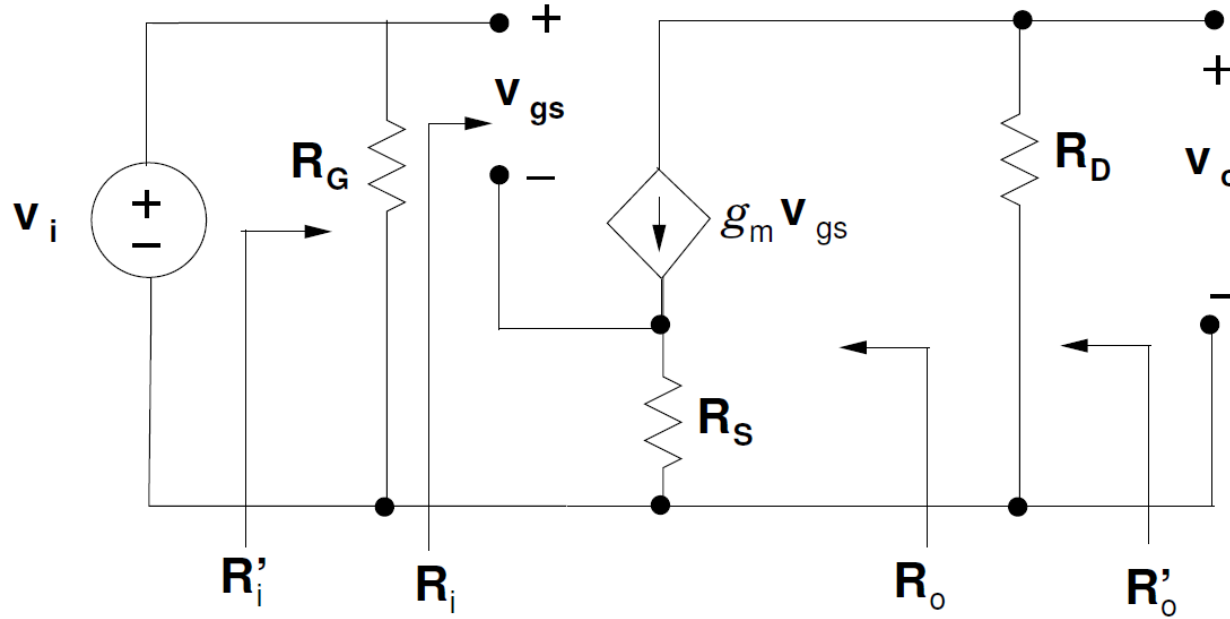 +
v gs
−
R G
v i
+
−
g m v gs
R D
+
v
−
R S
R i '
R i
R o
R o '